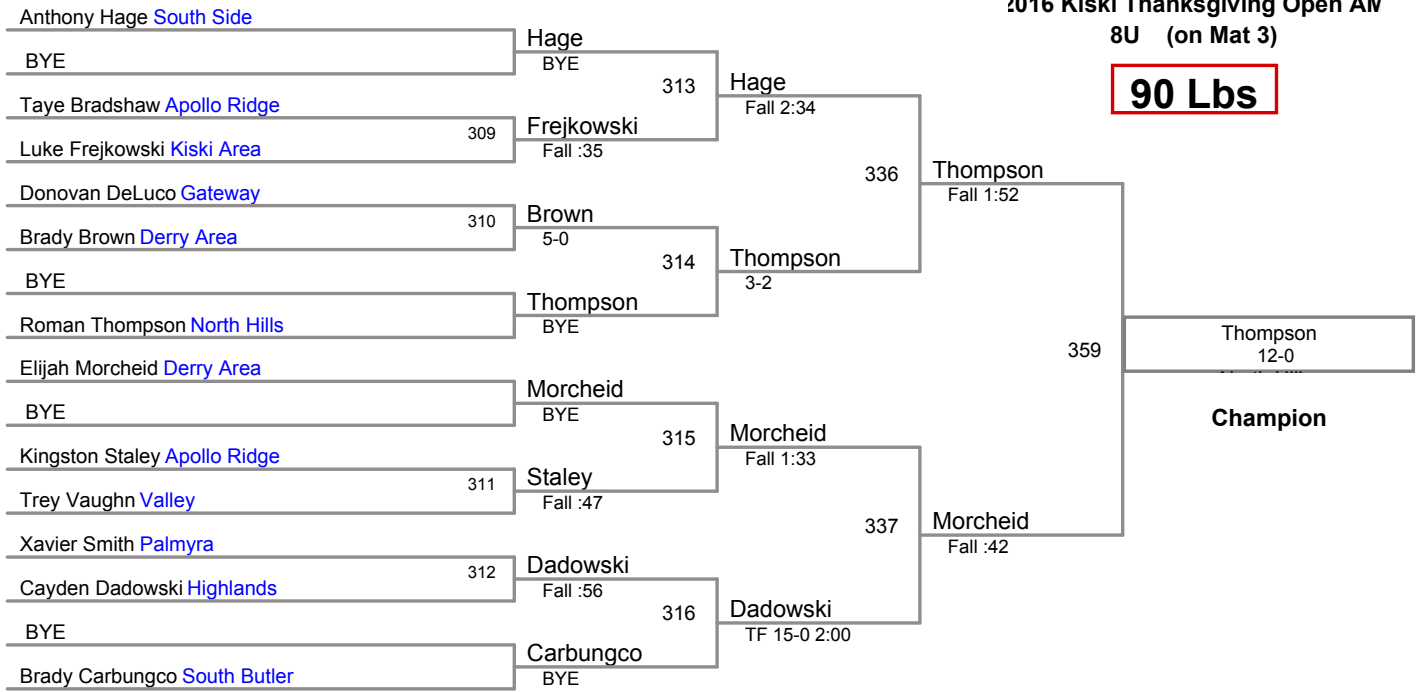 2016 Kiski Thanksgiving Open AM
8U (on Mat 3)
90 Lbs
Anthony Hage South Side
BYE
Taye Bradshaw Apollo Ridge
309
Luke Frejkowski Kiski Area
Donovan DeLuco Gateway
310
Brady Brown Derry Area
BYE
Roman Thompson North Hills
Elijah Morcheid Derry Area
BYE
Kingston Staley Apollo Ridge
311
Trey Vaughn Valley
Xavier Smith Palmyra
312
Cayden Dadowski Highlands
BYE
Brady Carbungco South Butler
Hage
BYE
313
Frejkowski
Fall :35
Brown
5-0
314
Thompson
BYE
Morcheid
BYE
315
Staley
Fall :47
Dadowski
Fall :56
316
Carbungco
BYE
Hage
Fall 2:34
336
Thompson
3-2
Morcheid
Fall 1:33
337
Dadowski
TF 15-0 2:00
Thompson
Fall 1:52
359
Morcheid
Fall :42
Thompson
12-0
Champion